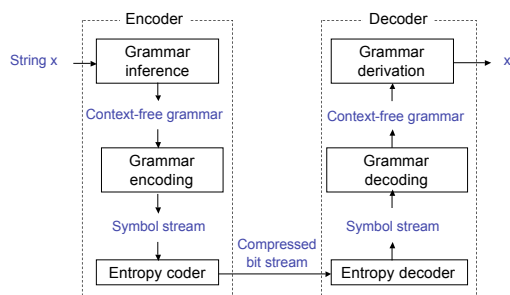 Encoder
String x
Grammar
inference
Context-free grammar
Grammar
encoding
Symbol stream
Entropy coder
Compressed
bit stream
Decoder
Grammar
derivation
x
Context-free grammar
Grammar
decoding
Symbol stream
Entropy decoder